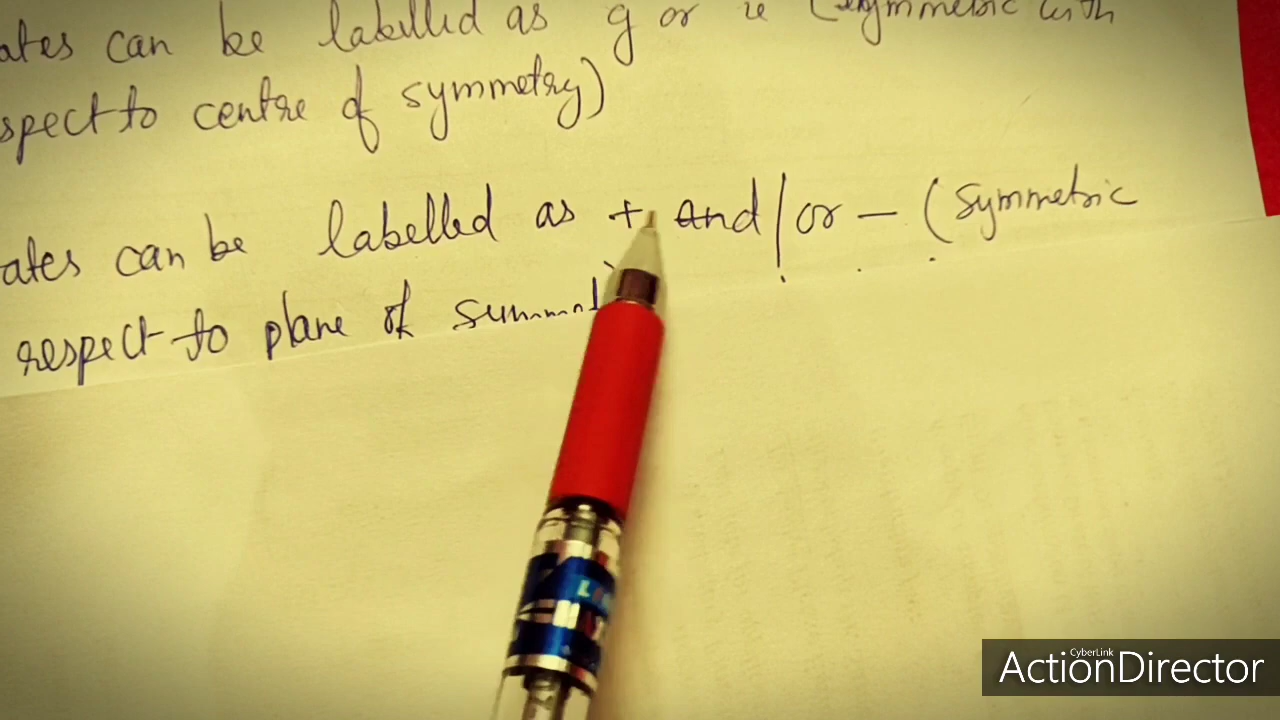 ates can be labelled as g or u (symmetric with
spect to centre of symmetry)
ates can be labelled as + and/or – (symmetric
respect to plane of
CyberLink
ActionDirector